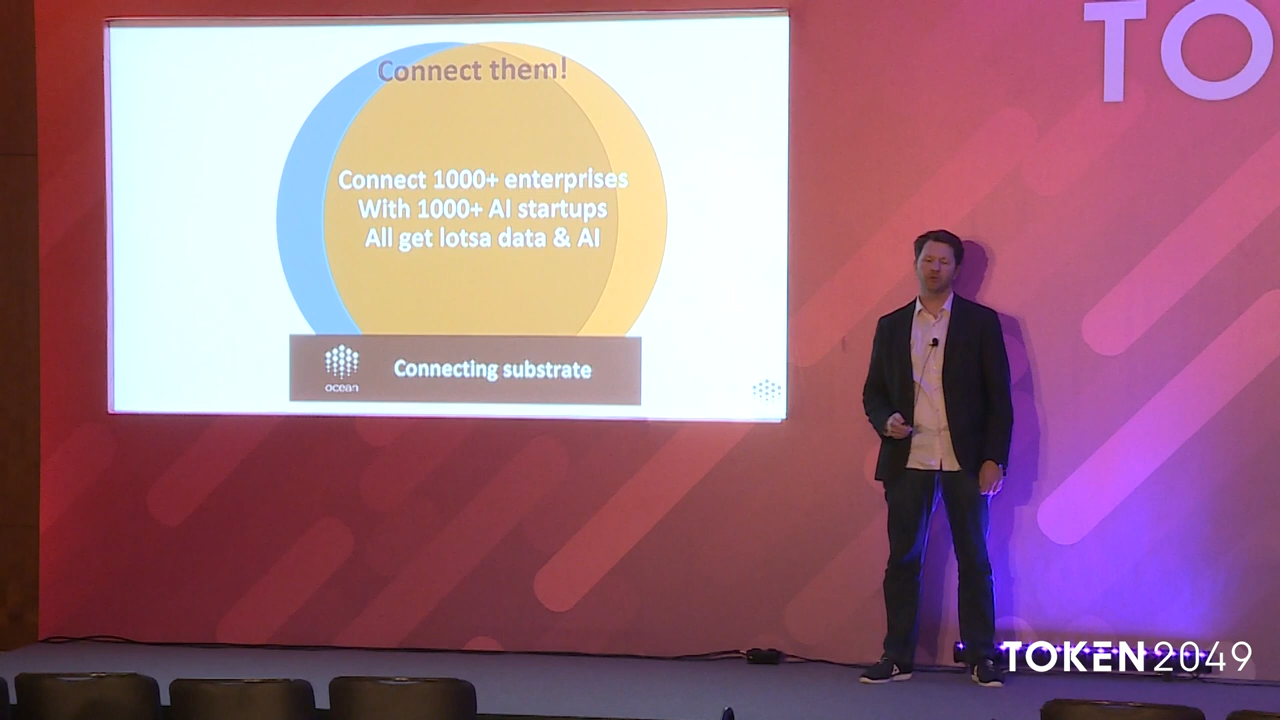 Connect them!
Connect 1000+ enterprises
With 1000+ AI startups
All get lotsa data & AI
ocean
Connecting substrate
TO
TOKEN2049